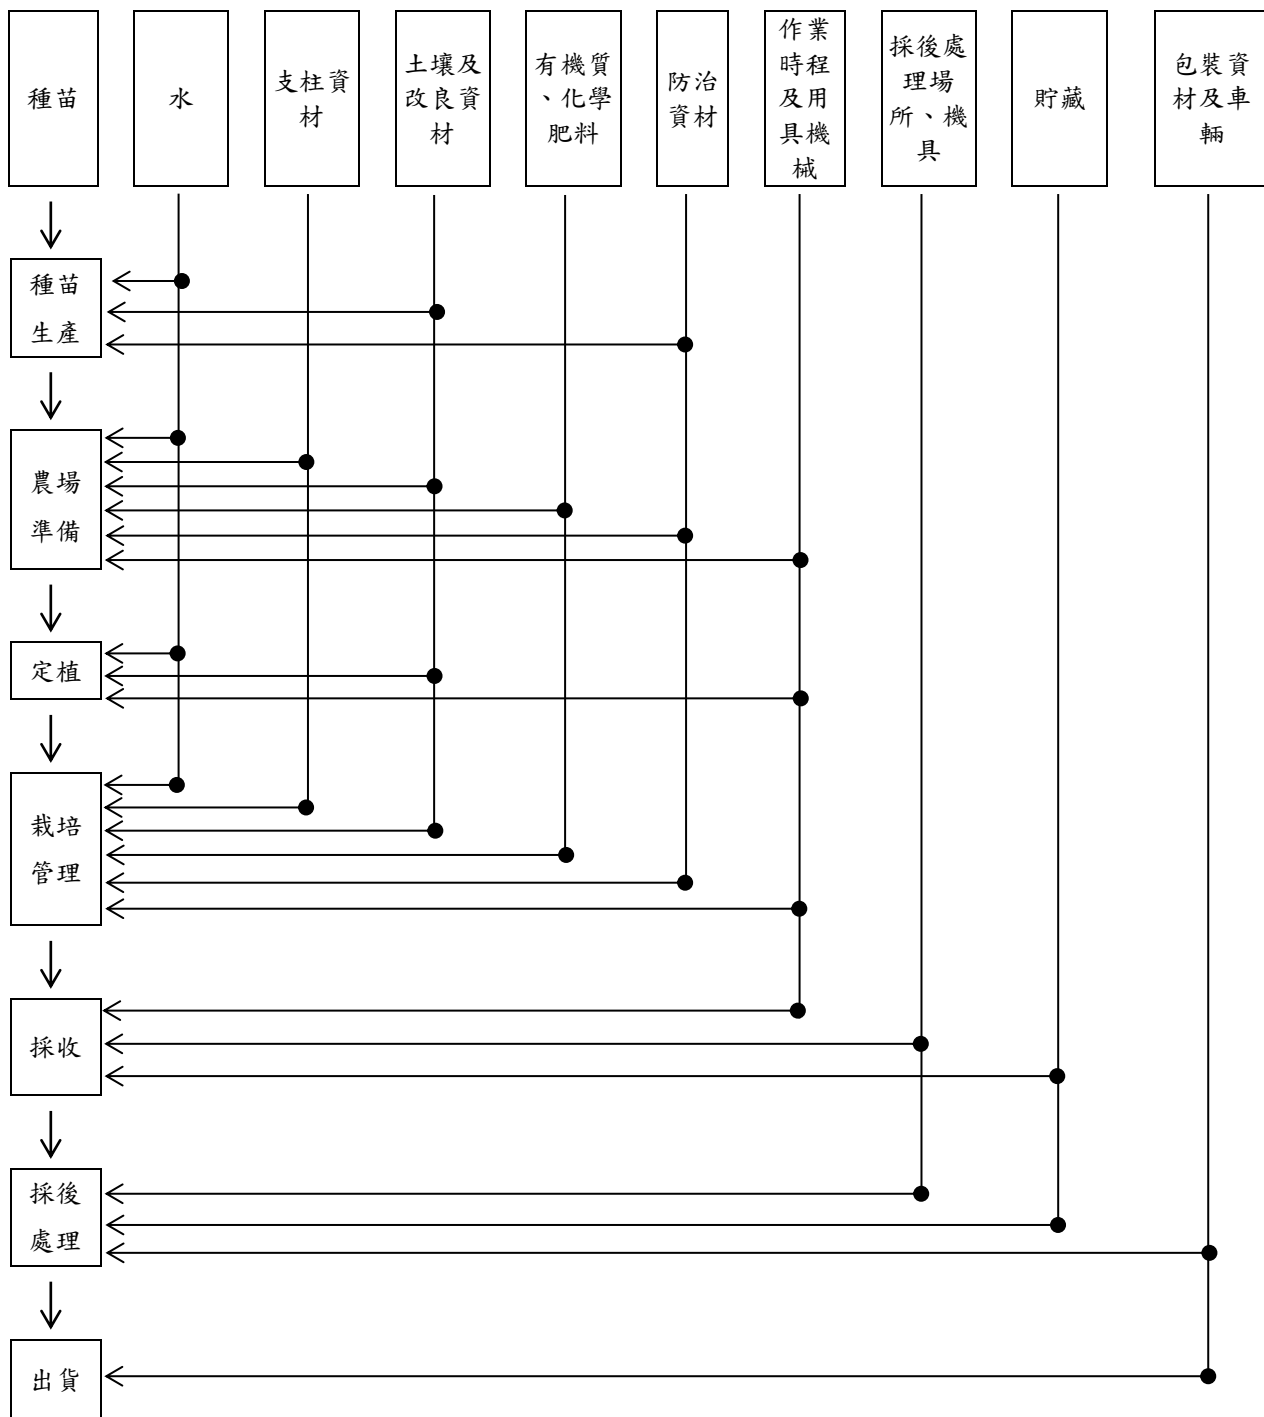 種苗
水
支柱資
材
土壤及
改良資
材
有機質
、化學
肥料
防治
資材
作業
時程
及用
具機
械
採後處
理場
所、機
具
貯藏
包裝資
材及車
輛
種苗
生產
農場
準備
定植
栽培
管理
採收
採後
處理
出貨